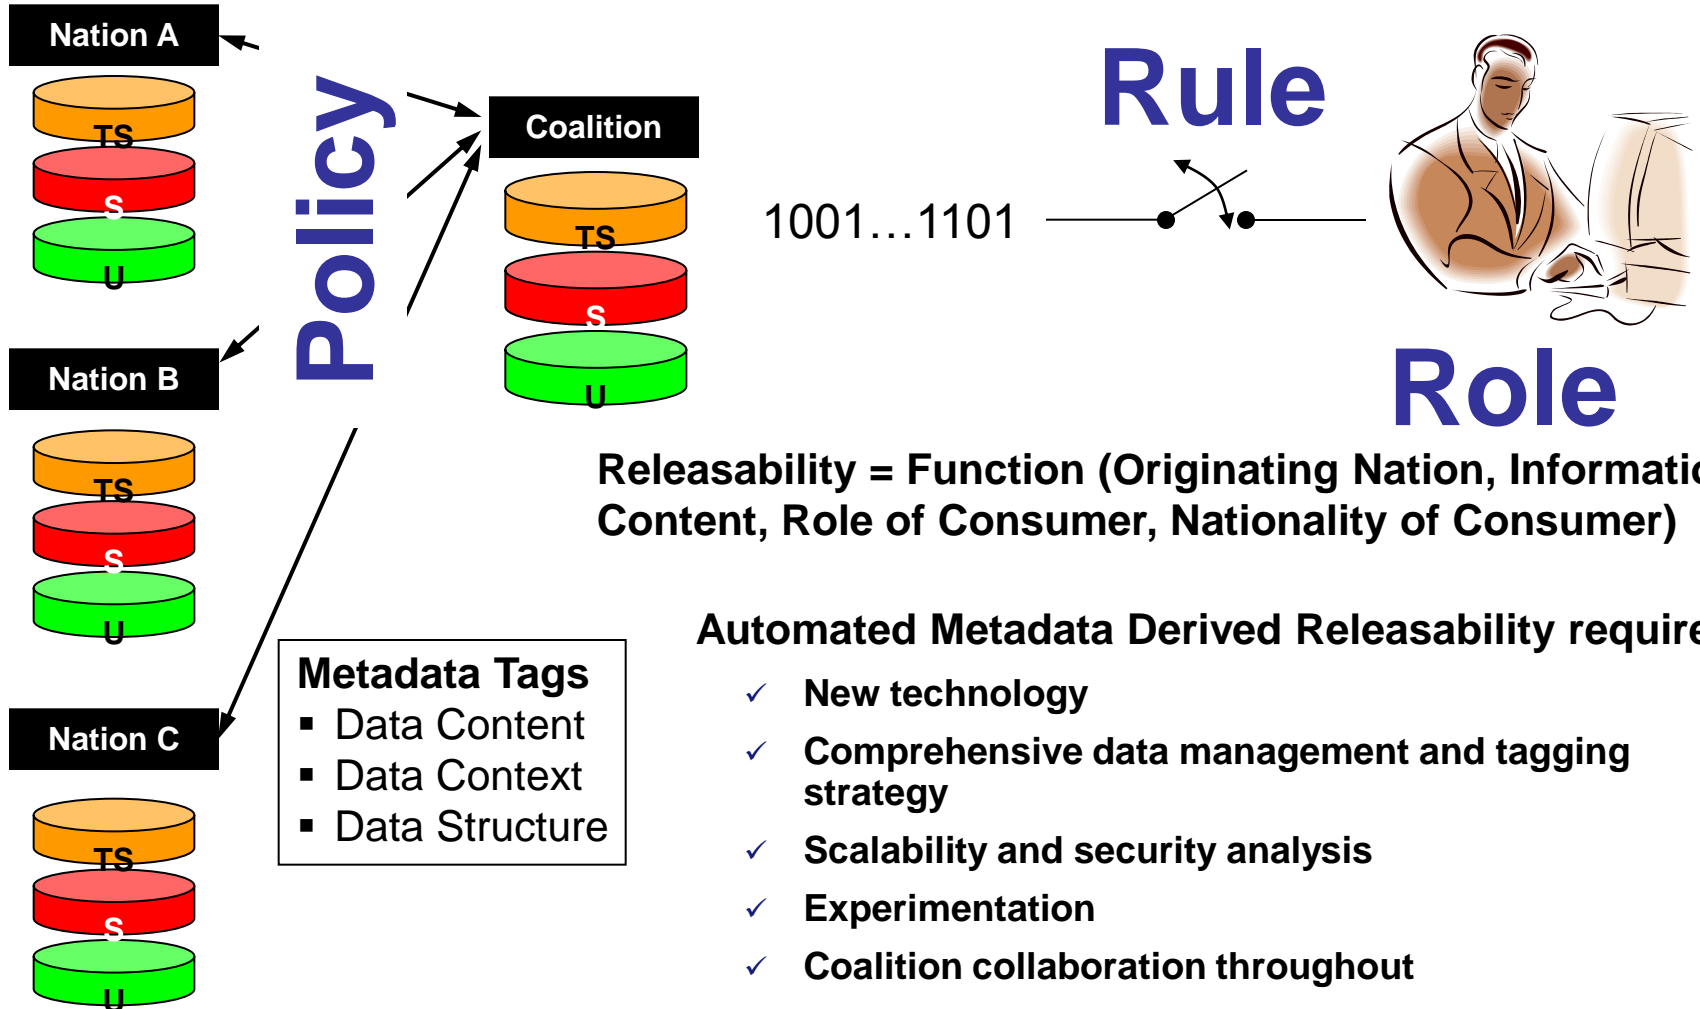 Nation A
TS
S
U
Nation B
TS
S
U
Nation C
TS
S
U
Policy
Coalition
TS
S
U
1001...1101
Rule
Role
Releasability = Function (Originating Nation, Informatio
Content, Role of Consumer, Nationality of Consumer)
Metadata Tags
▪ Data Content
▪ Data Context
▪ Data Structure
Automated Metadata Derived Releasability require
✓ New technology
✓ Comprehensive data management and tagging
strategy
✓ Scalability and security analysis
✓ Experimentation
✓ Coalition collaboration throughout